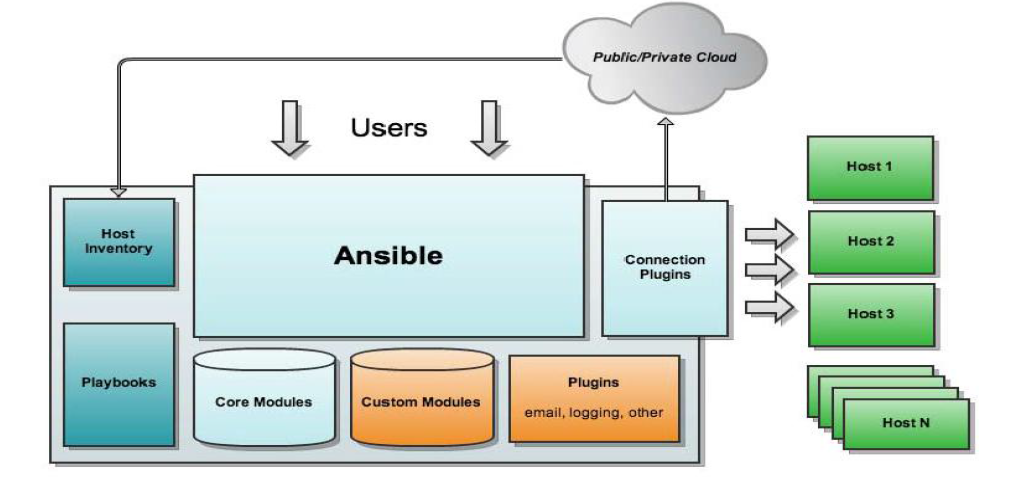 Public/Private Cloud
Users
Host 1
Host
Inventory
Ansible
Connection
Plugins
Host 2
Host 3
Playbooks
Core Modules
Custom Modules
Plugins
email, logging, other
Host N